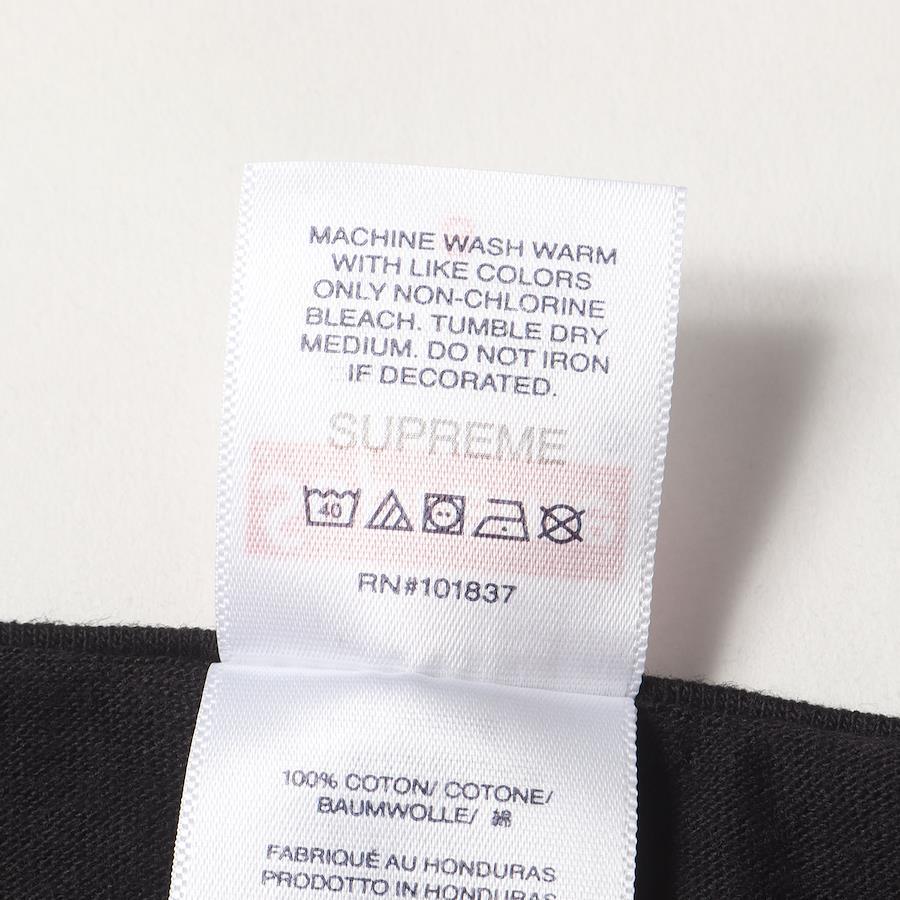 MACHINE WASH WARM
WITH LIKE COLORS
ONLY NON-CHLORINE
BLEACH. TUMBLE DRY
MEDIUM. DO NOT IRON
IF DECORATED.
SUPREME
40
RN#101837
100% COTON/ COTONE/
BAUMWOLLE/ 綿
FABRIQUÉ AU HONDURAS
PRODOTTO IN HONDURAS